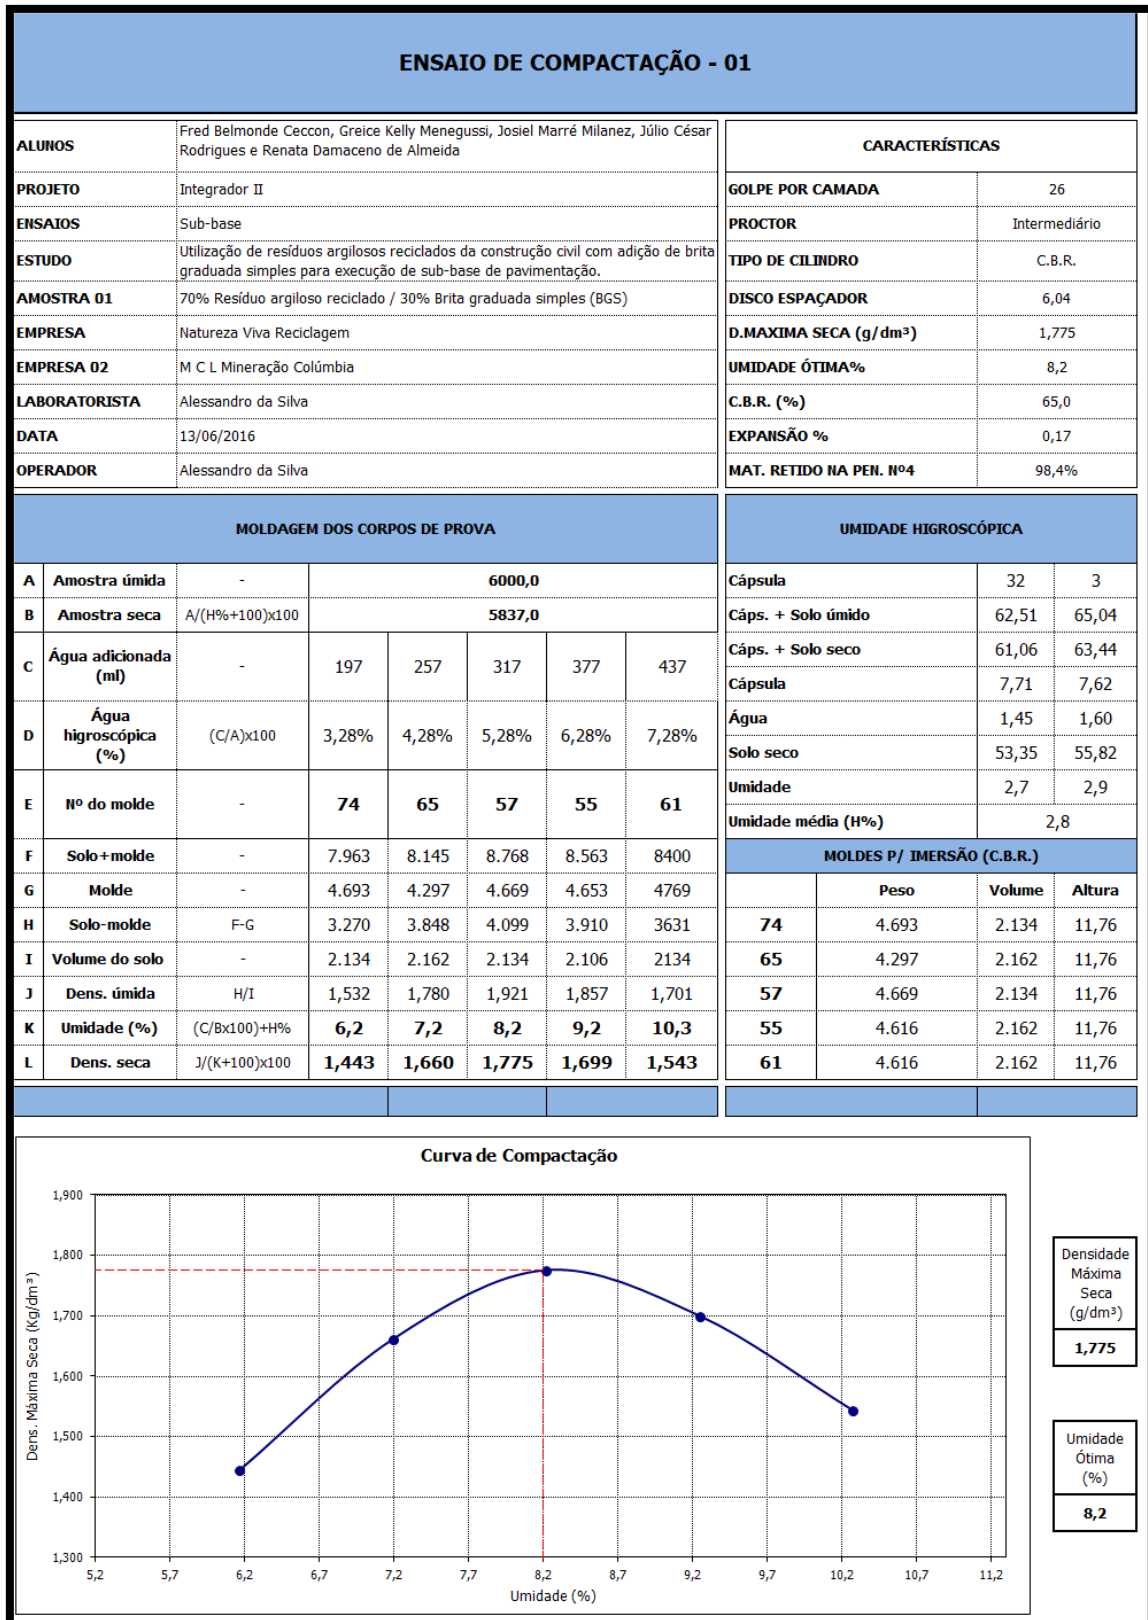 ENSAIO DE COMPACTAÇÃO - 01
ALUNOS Fred Belmonde Ceccon, Greice Kelly Menegussi, Josiel Marré Milanez, Júlio César
Rodrigues e Renata Damaceno de Almeida
PROJETO Integrador II
ENSAIOS Sub-base
ESTUDO Utilização de resíduos argilosos reciclados da construção civil com adição de brita
graduada simples para execução de sub-base de pavimentação.
AMOSTRA 01 70% Resíduo argiloso reciclado / 30% Brita graduada simples (BGS)
EMPRESA Natureza Viva Reciclagem
EMPRESA 02 M C L Mineração Colúmbia
LABORATORISTA Alessandro da Silva
DATA 13/06/2016
OPERADOR Alessandro da Silva
CARACTERÍSTICAS
GOLPE POR CAMADA 26
PROCTOR Intermediário
TIPO DE CILINDRO C.B.R.
DISCO ESPAÇADOR 6,04
D.MAXIMA SECA (g/dm³) 1,775
UMIDADE ÓTIMA% 8,2
C.B.R. (%) 65,0
EXPANSÃO % 0,17
MAT. RETIDO NA PEN. Nº4 98,4%
MOLDAGEM DOS CORPOS DE PROVA
A Amostra úmida - 6000,0
B Amostra seca A/(H%+100)x100 5837,0
C Água adicionada (ml) - 197 257 317 377 437
D Água higroscópica (%) (C/A)x100 3,28% 4,28% 5,28% 6,28% 7,28%
E Nº do molde - 74 65 57 55 61
F Solo+molde - 7.963 8.145 8.768 8.563 8400
G Molde - 4.693 4.297 4.669 4.653 4769
H Solo-molde F-G 3.270 3.848 4.099 3.910 3631
I Volume do solo - 2.134 2.162 2.134 2.106 2134
J Dens. úmida H/I 1,532 1,780 1,921 1,857 1,701
K Umidade (%) (C/Bx100)+H% 6,2 7,2 8,2 9,2 10,3
L Dens. seca J/(K+100)x100 1,443 1,660 1,775 1,699 1,543
UMIDADE HIGROSCÓPICA
Cápsula 32 3
Cáps. + Solo úmido 62,51 65,04
Cáps. + Solo seco 61,06 63,44
Cápsula 7,71 7,62
Água 1,45 1,60
Solo seco 53,35 55,82
Umidade 2,7 2,9
Umidade média (H%) 2,8
MOLDES P/ IMERSÃO (C.B.R.)
Peso Volume Altura
74 4.693 2.134 11,76
65 4.297 2.162 11,76
57 4.669 2.134 11,76
55 4.616 2.162 11,76
61 4.616 2.162 11,76
Curva de Compactação
Dens. Máxima Seca (Kg/dm³)
1,900
1,800
1,700
1,600
1,500
1,400
1,300
5,2 5,7 6,2 6,7 7,2 7,7 8,2 8,7 9,2 9,7 10,2 10,7 11,2
Umidade (%)
Densidade
Máxima
Seca
(g/dm³)
1,775
Umidade
Ótima
(%)
8,2